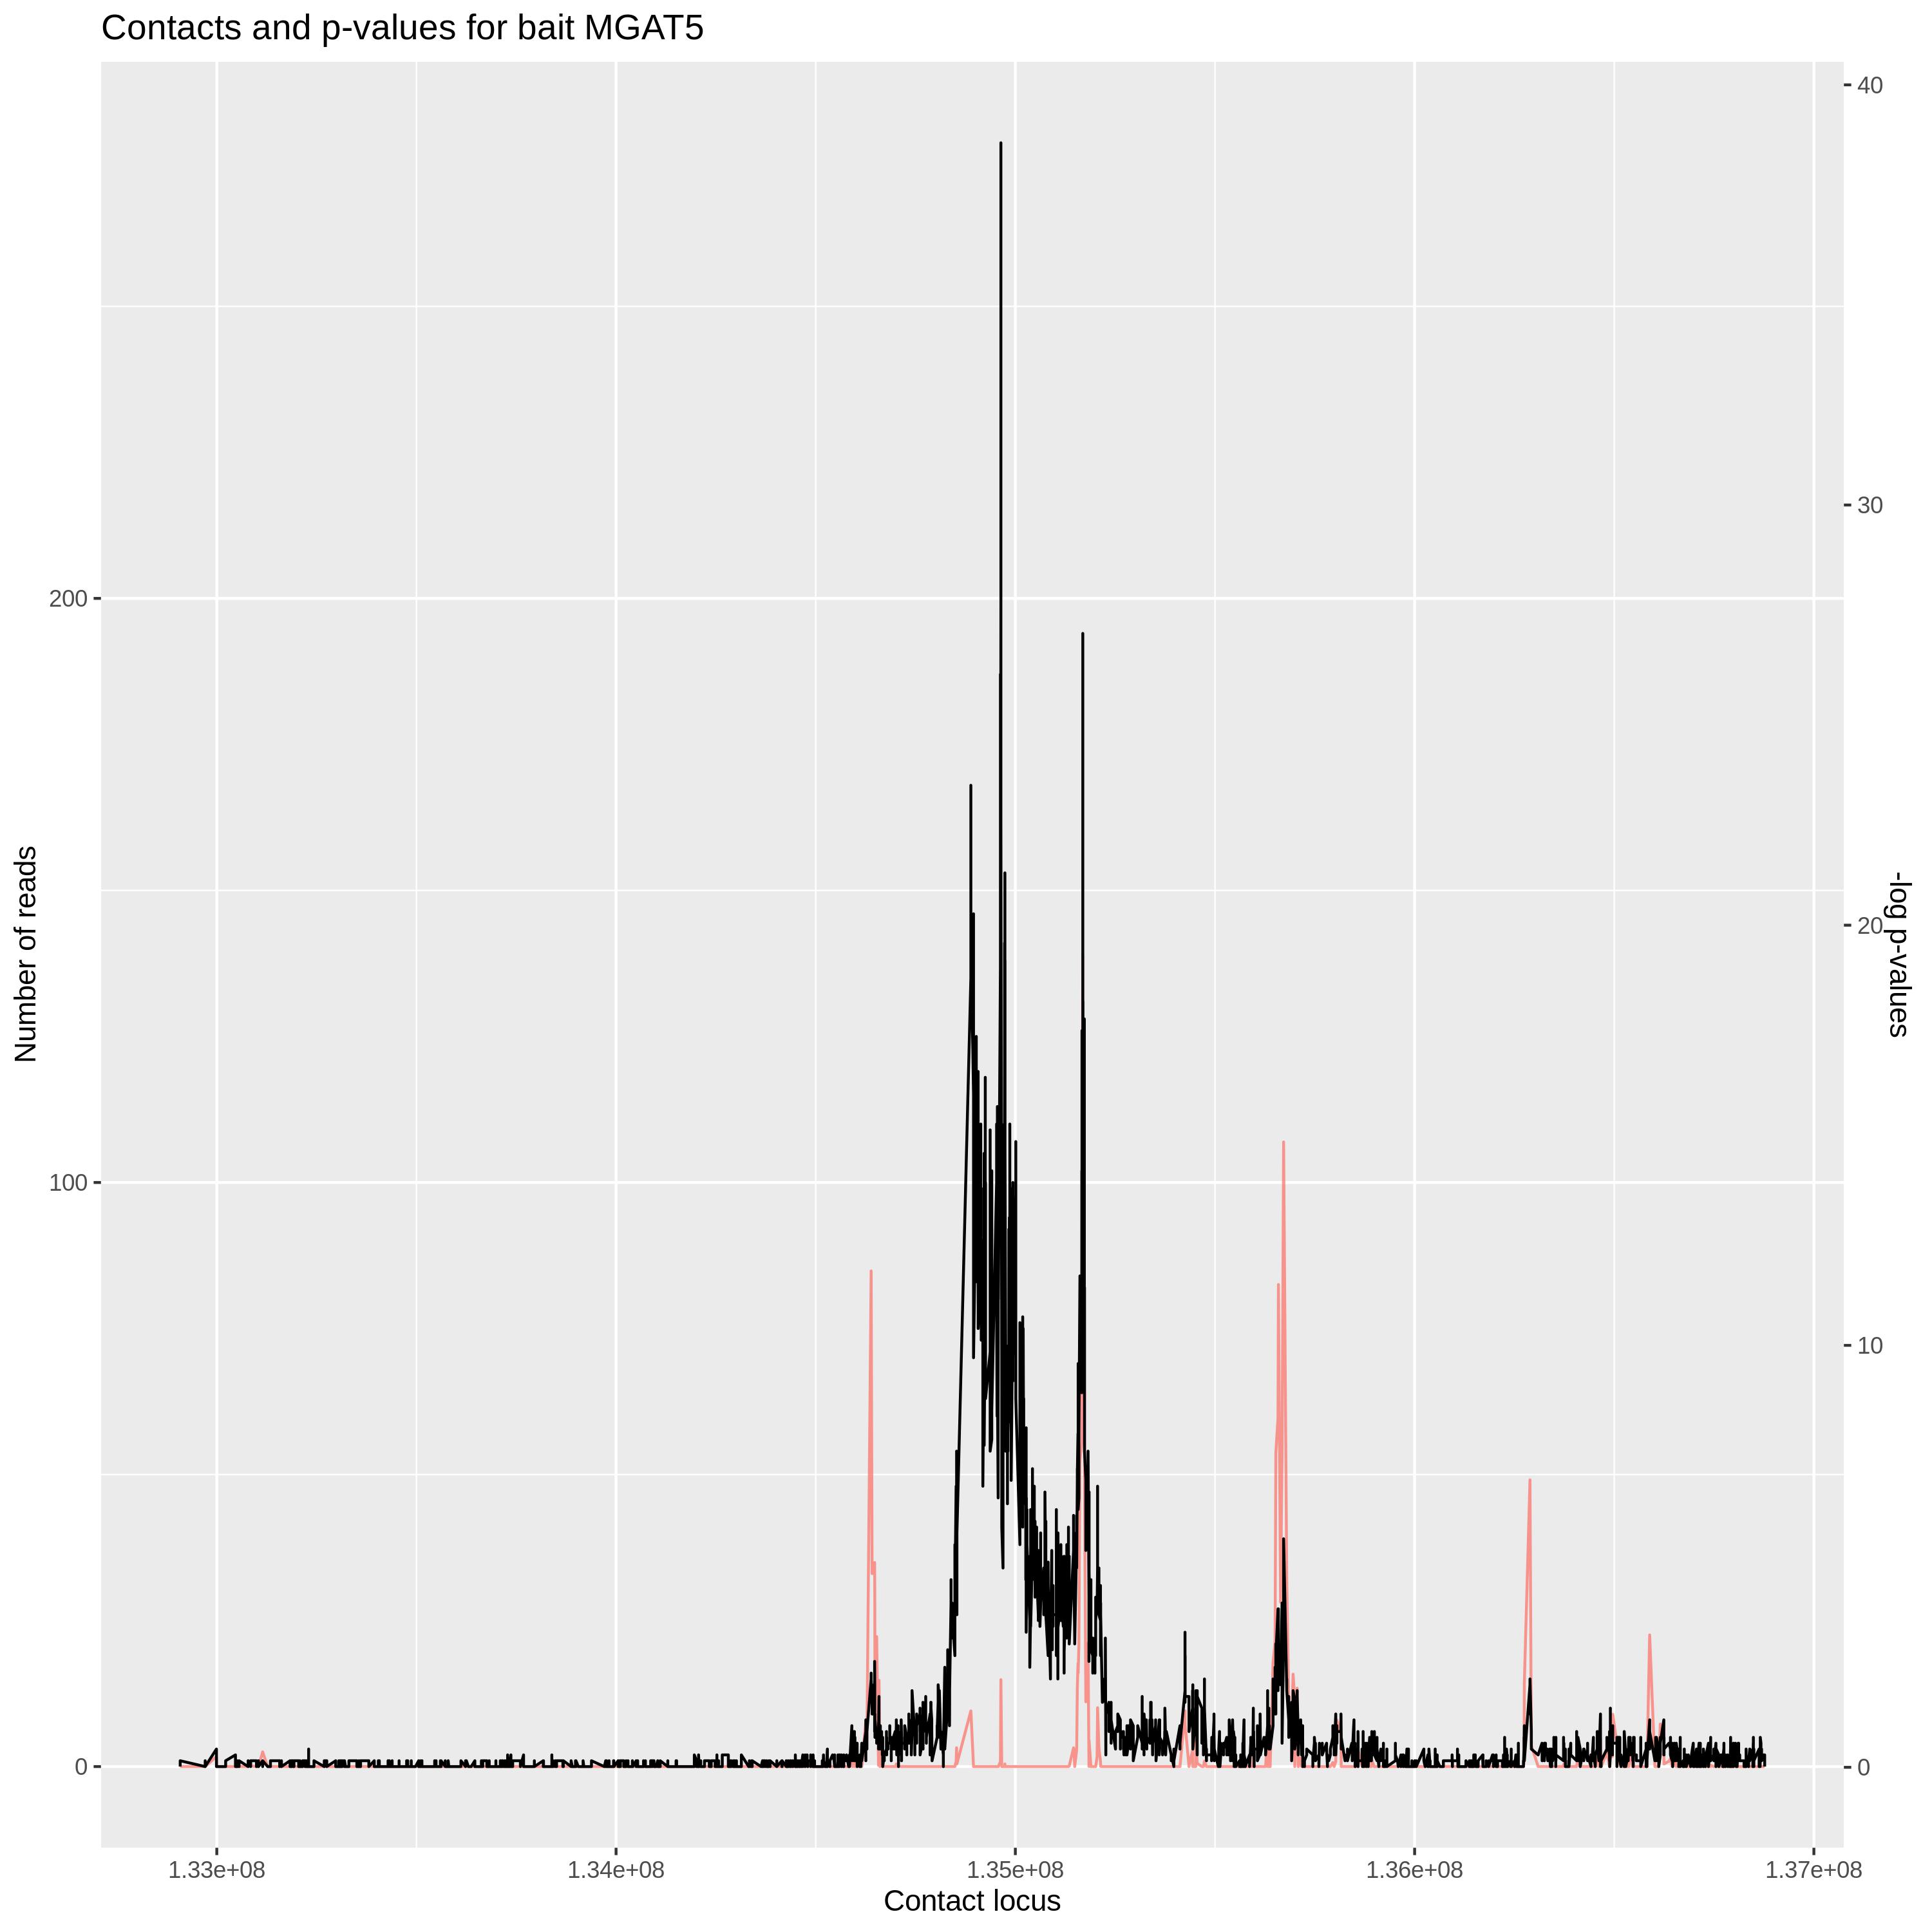 Contacts and p-values for bait MGAT5
40
30
200
Number of reads
-log p-values
20
100
10
0
0
1.33e+08 1.34e+08 1.35e+08 1.36e+08 1.37e+08
Contact locus